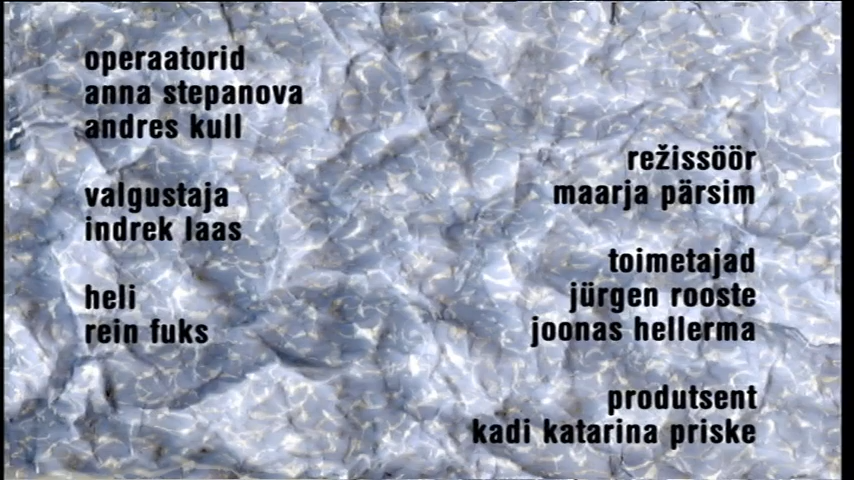 operaatorid
anna stepanova
andres kull
valgustaja
indrek laas
heli
rein fuks
režissöör
maarja pärsim
toimetajad
jürgen rooste
joonas hellerma
produtsent
kadi katarina priske